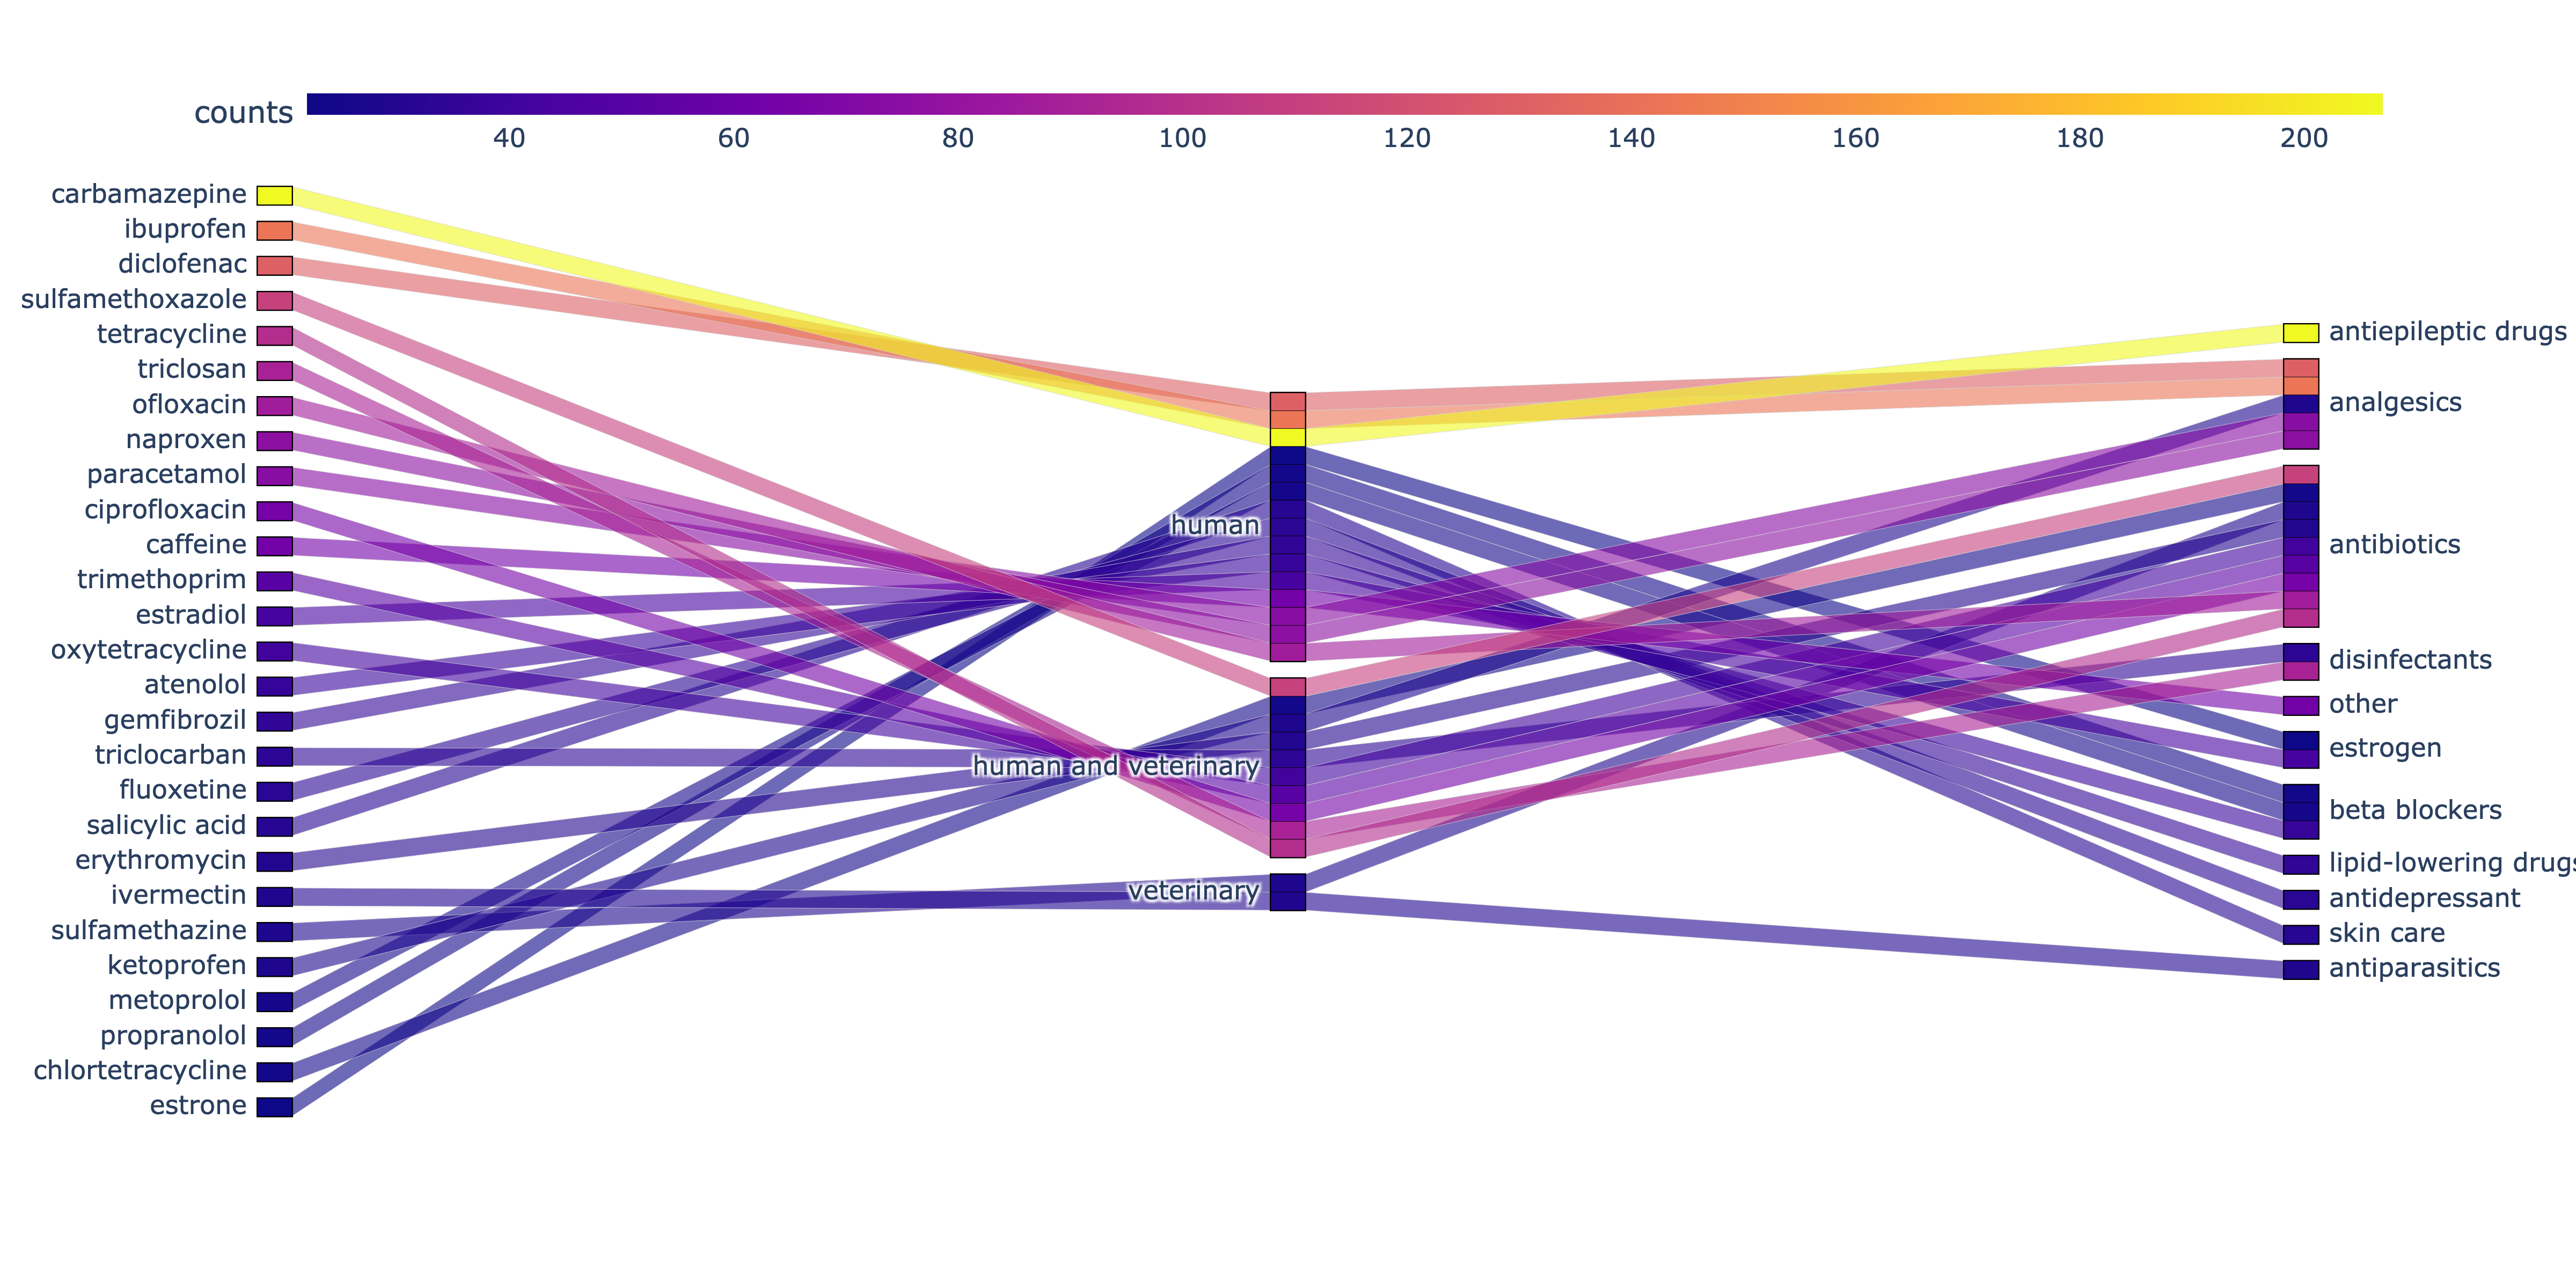 counts
40 60 80 100 120 140 160 180 200
carbamazepine
ibuprofen
diclofenac
sulfamethoxazole
tetracycline
triclosan
ofloxacin
naproxen
paracetamol
ciprofloxacin
caffeine
trimethoprim
estradiol
oxytetracycline
atenolol
gemfibrozil
triclocarban
fluoxetine
salicylic acid
erythromycin
ivermectin
sulfamethazine
ketoprofen
metoprolol
propranolol
chlortetracycline
estrone
human
human and veterinary
veterinary
antiepileptic drugs
analgesics
antibiotics
disinfectants
other
estrogen
beta blockers
lipid-lowering drugs
antidepressant
skin care
antiparasitics